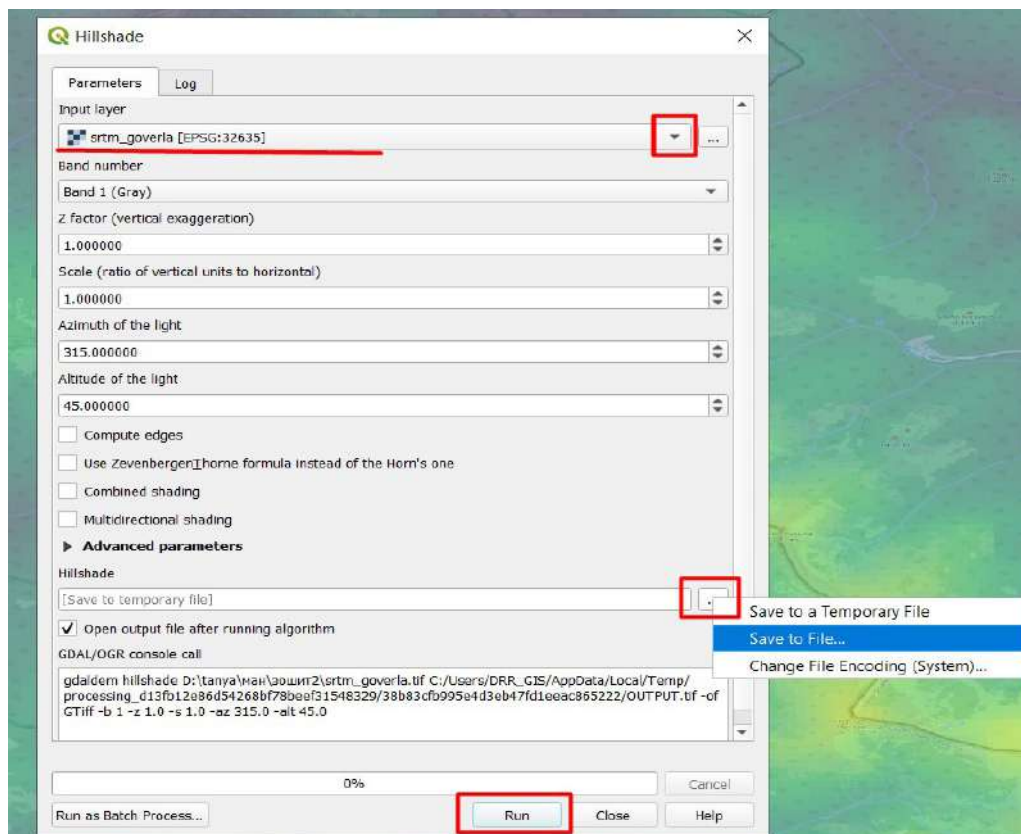 Hillshade
Parameters
Log
Input layer
srtm_goverla [EPSG:32635]
...
Band number
Band 1 (Gray)
Z factor (vertical exaggeration)
1.000000
Scale (ratio of vertical units to horizontal)
1.000000
Azimuth of the light
315.000000
Altitude of the light
45.000000
Compute edges
Use ZevenbergenThorne formula instead of the Horn's one
Combined shading
Multidirectional shading
Advanced parameters
Hillshade
[Save to temporary file]
Save to a Temporary File
Open output file after running algorithm
Save to File...
GDAL/OGR console call
Change File Encoding (System)...
gdaldem hillshade D:\tanya\ман\эошит2\srtm_goverla.tif C:/Users/DRR_GIS/AppData/Local/Temp/
processing_d13fb12e86d54268bf78beef31548329/38b83cfb995e4d3eb47fd1eeac865222/OUTPUT.tif -of
GTiff -b 1 -z 1.0 -s 1.0 -az 315.0 -alt 45.0
0%
Cancel
Run as Batch Process...
Run
Close
Help